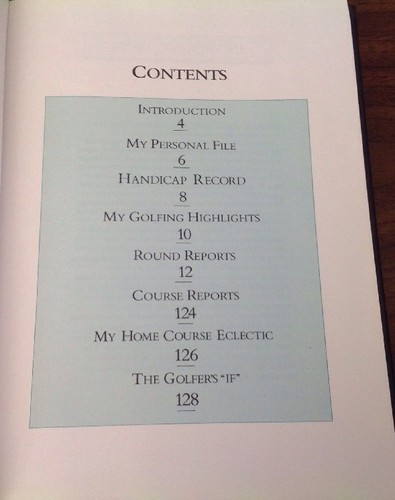 CONTENTS
INTRODUCTION
4
MY PERSONAL FILE
6
HANDICAP RECORD
8
MY GOLFING HIGHLIGHTS
10
ROUND REPORTS
12
COURSE REPORTS
124
MY HOME COURSE ECLECTIC
126
THE GOLFER'S "IF"
128